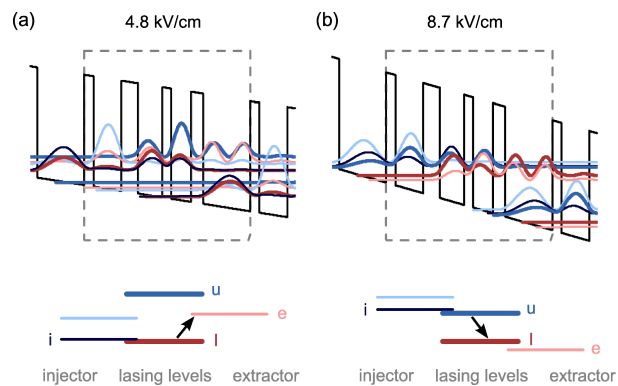 (a) 4.8 kV/cm
(b) 8.7 kV/cm
u
e
i
l
injector lasing levels extractor
i
u
l
e
injector lasing levels extractor